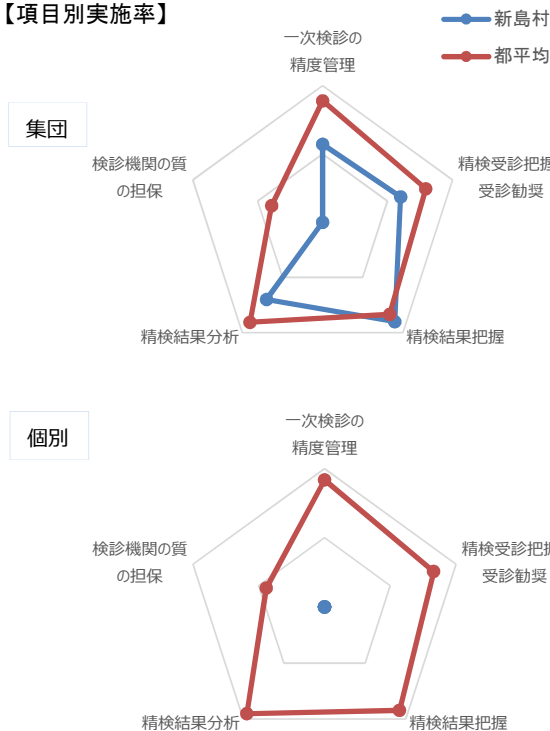 【項目別実施率】
新島村
都平均
集団
一次検診の
精度管理
検診機関の質
の担保
精検受診把握
受診勧奨
精検結果分析
精検結果把握
個別
一次検診の
精度管理
検診機関の質
の担保
精検受診把
受診勧奨
精検結果分析
精検結果把握